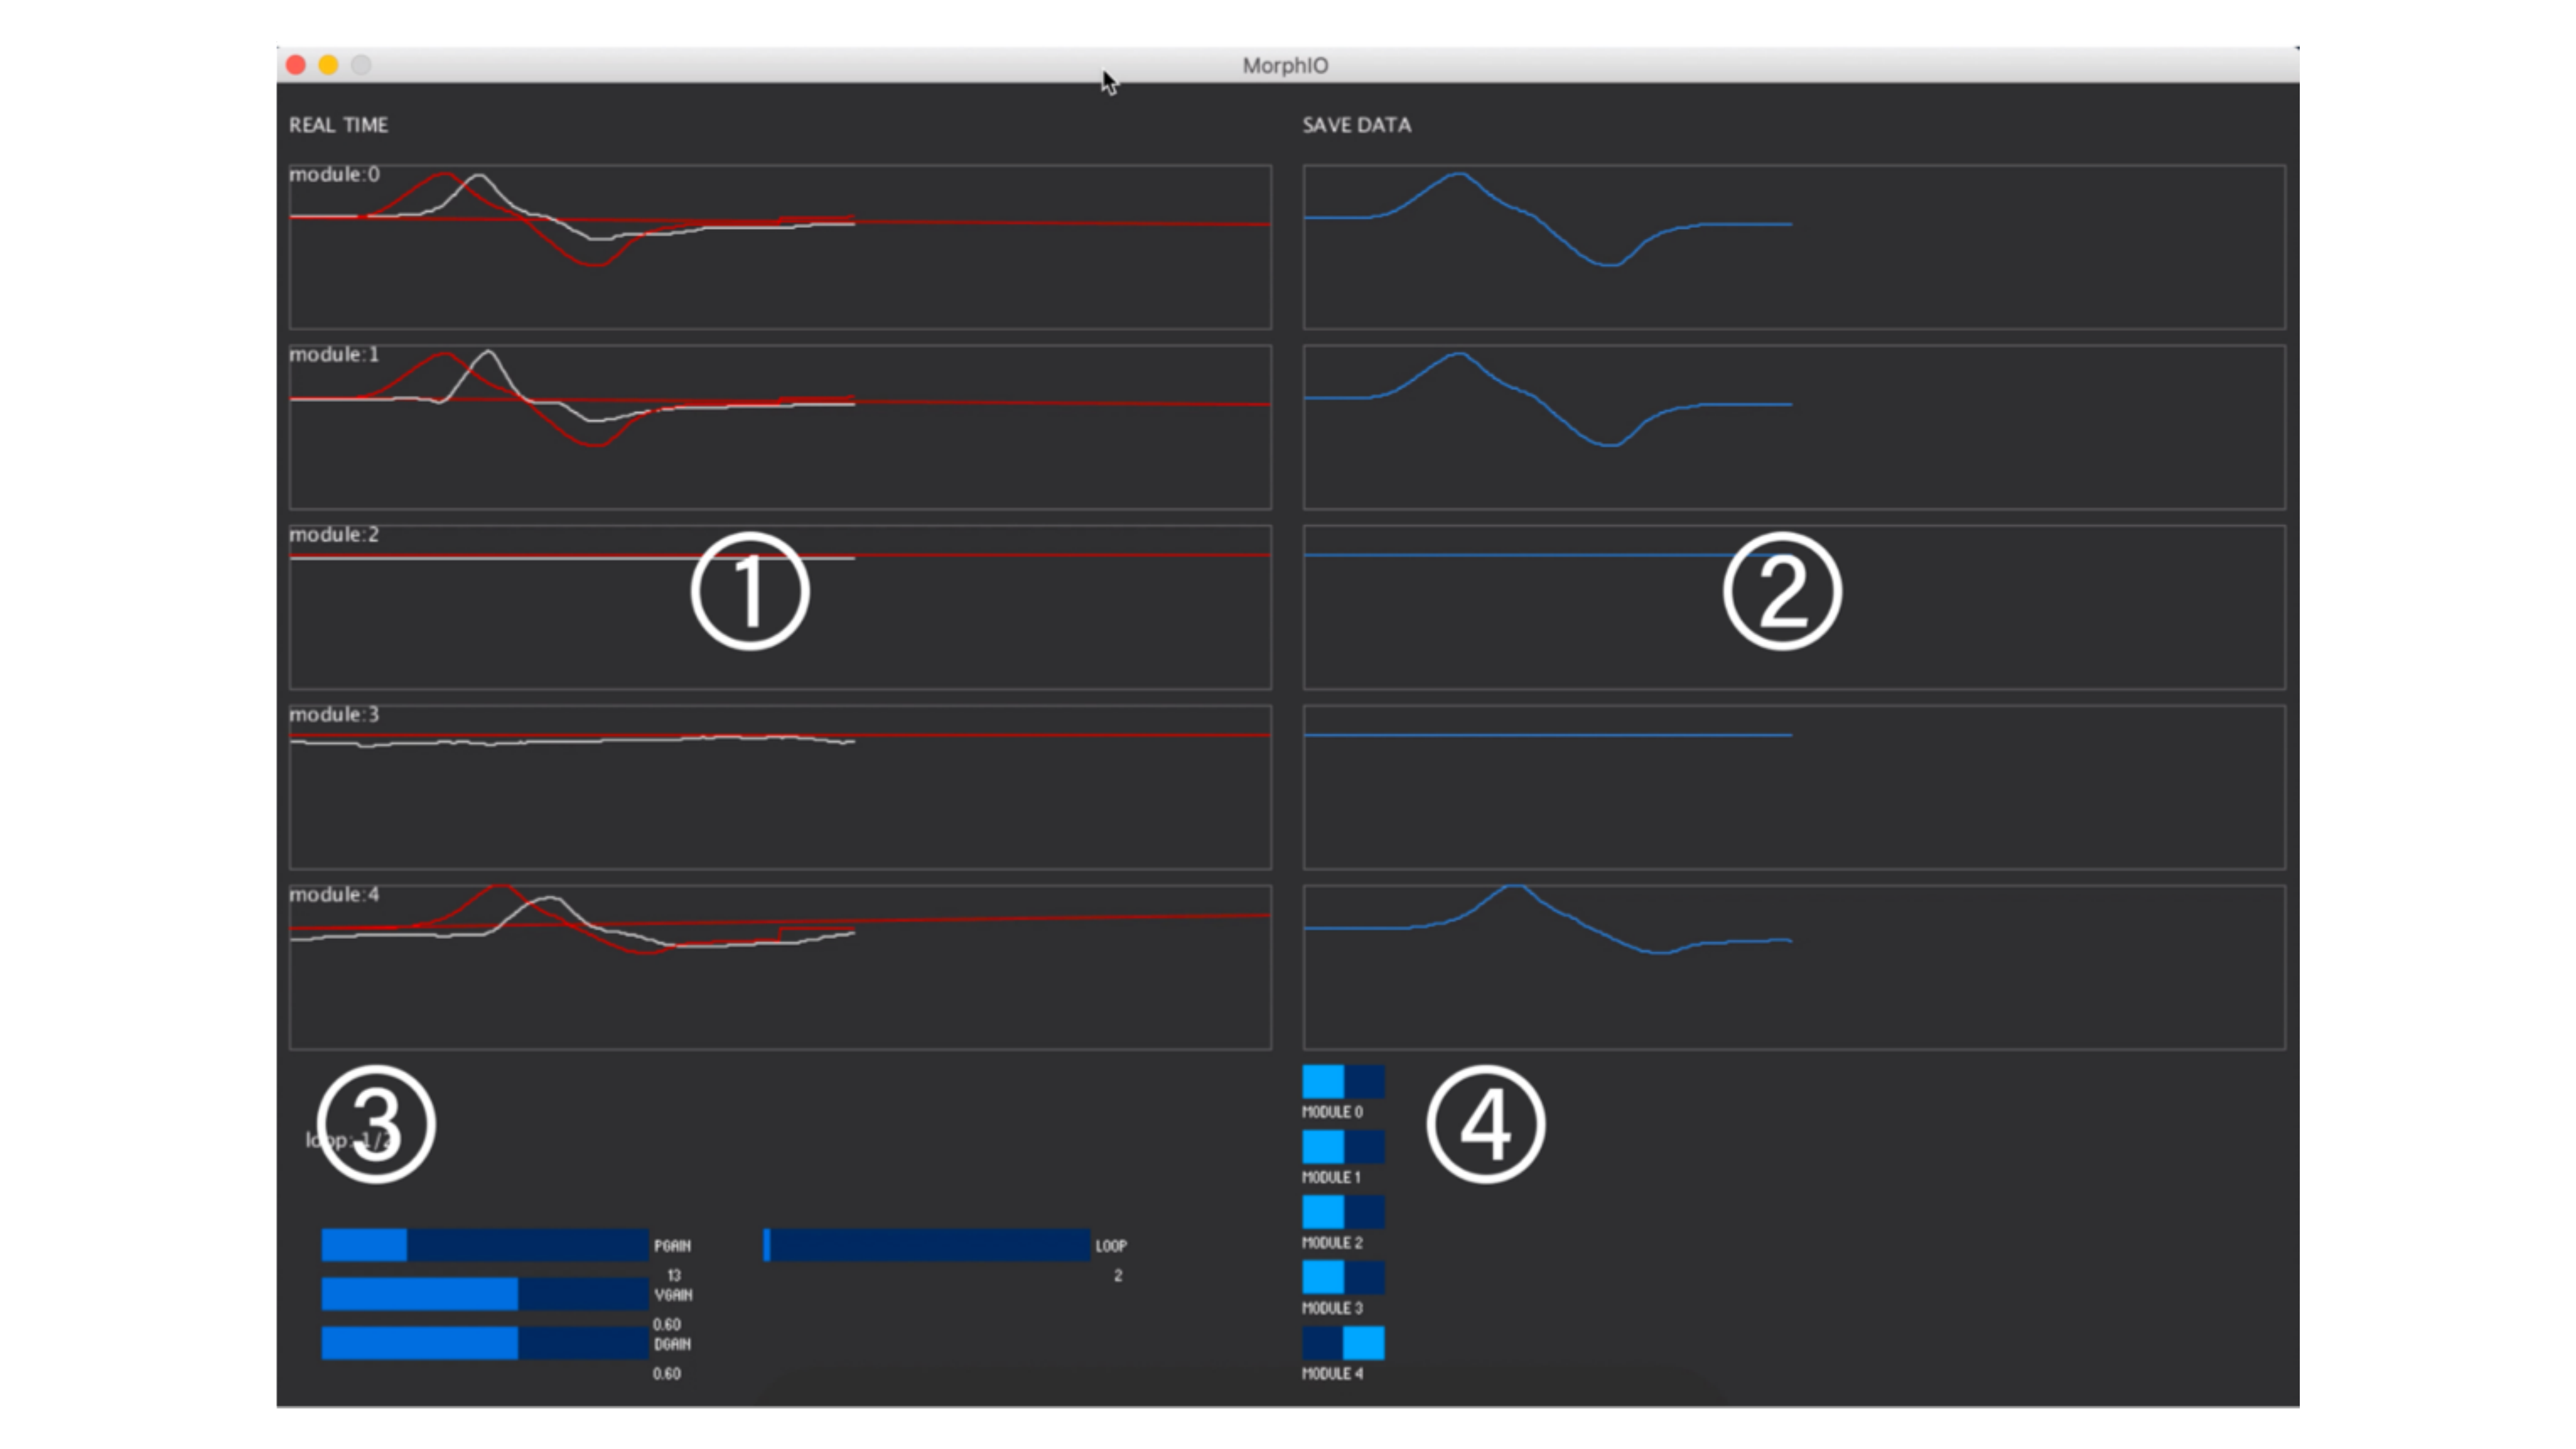 MorphIO
REAL TIME
SAVE DATA
module:0
module:1
module:2
1
2
module:3
module:4
3
loop: 1/2
4
MODULE 0
MODULE 1
MODULE 2
MODULE 3
MODULE 4
PGAIN
13
VGAIN
0.60
DGAIN
0.60
LOOP
2